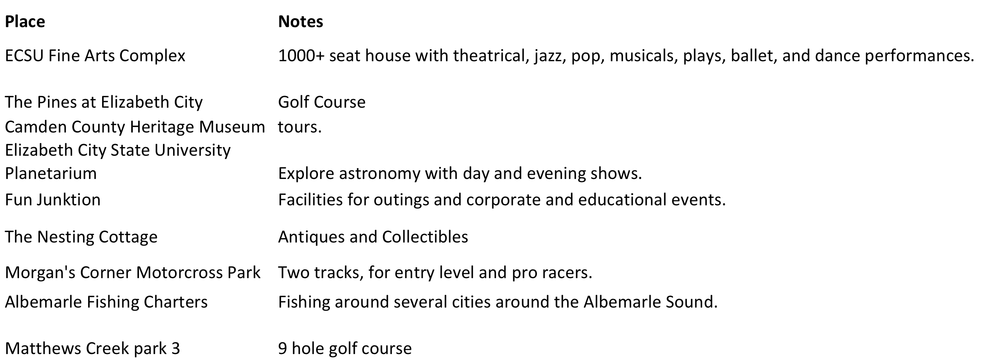 Place Notes
ECSU Fine Arts Complex 1000+ seat house with theatrical, jazz, pop, musicals, plays, ballet, and dance performances.
The Pines at Elizabeth City Golf Course
Camden County Heritage Museum tours.
Elizabeth City State University
Planetarium Explore astronomy with day and evening shows.
Fun Junktion Facilities for outings and corporate and educational events.
The Nesting Cottage Antiques and Collectibles
Morgan's Corner Motorcross Park Two tracks, for entry level and pro racers.
Albemarle Fishing Charters Fishing around several cities around the Albemarle Sound.
Matthews Creek park 3 9 hole golf course